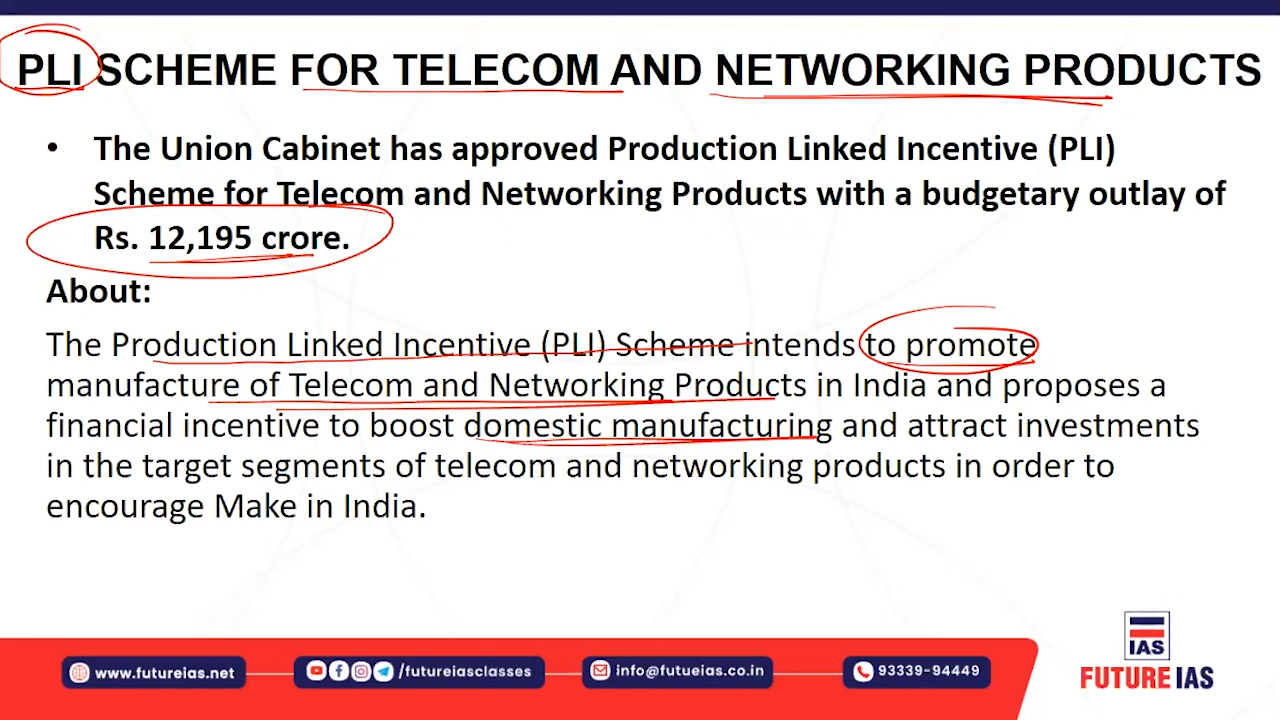 PLI SCHEME FOR TELECOM AND NETWORKING PRODUCTS
• The Union Cabinet has approved Production Linked Incentive (PLI)
Scheme for Telecom and Networking Products with a budgetary outlay of
Rs. 12,195 crore.
About:
The Production Linked Incentive (PLI) Scheme intends to promote
manufacture of Telecom and Networking Products in India and proposes a
financial incentive to boost domestic manufacturing and attract investments
in the target segments of telecom and networking products in order to
encourage Make in India.
IAS
www.futureias.net
/futureiasclasses
info@futueias.co.in
93339-94449
FUTURE IAS